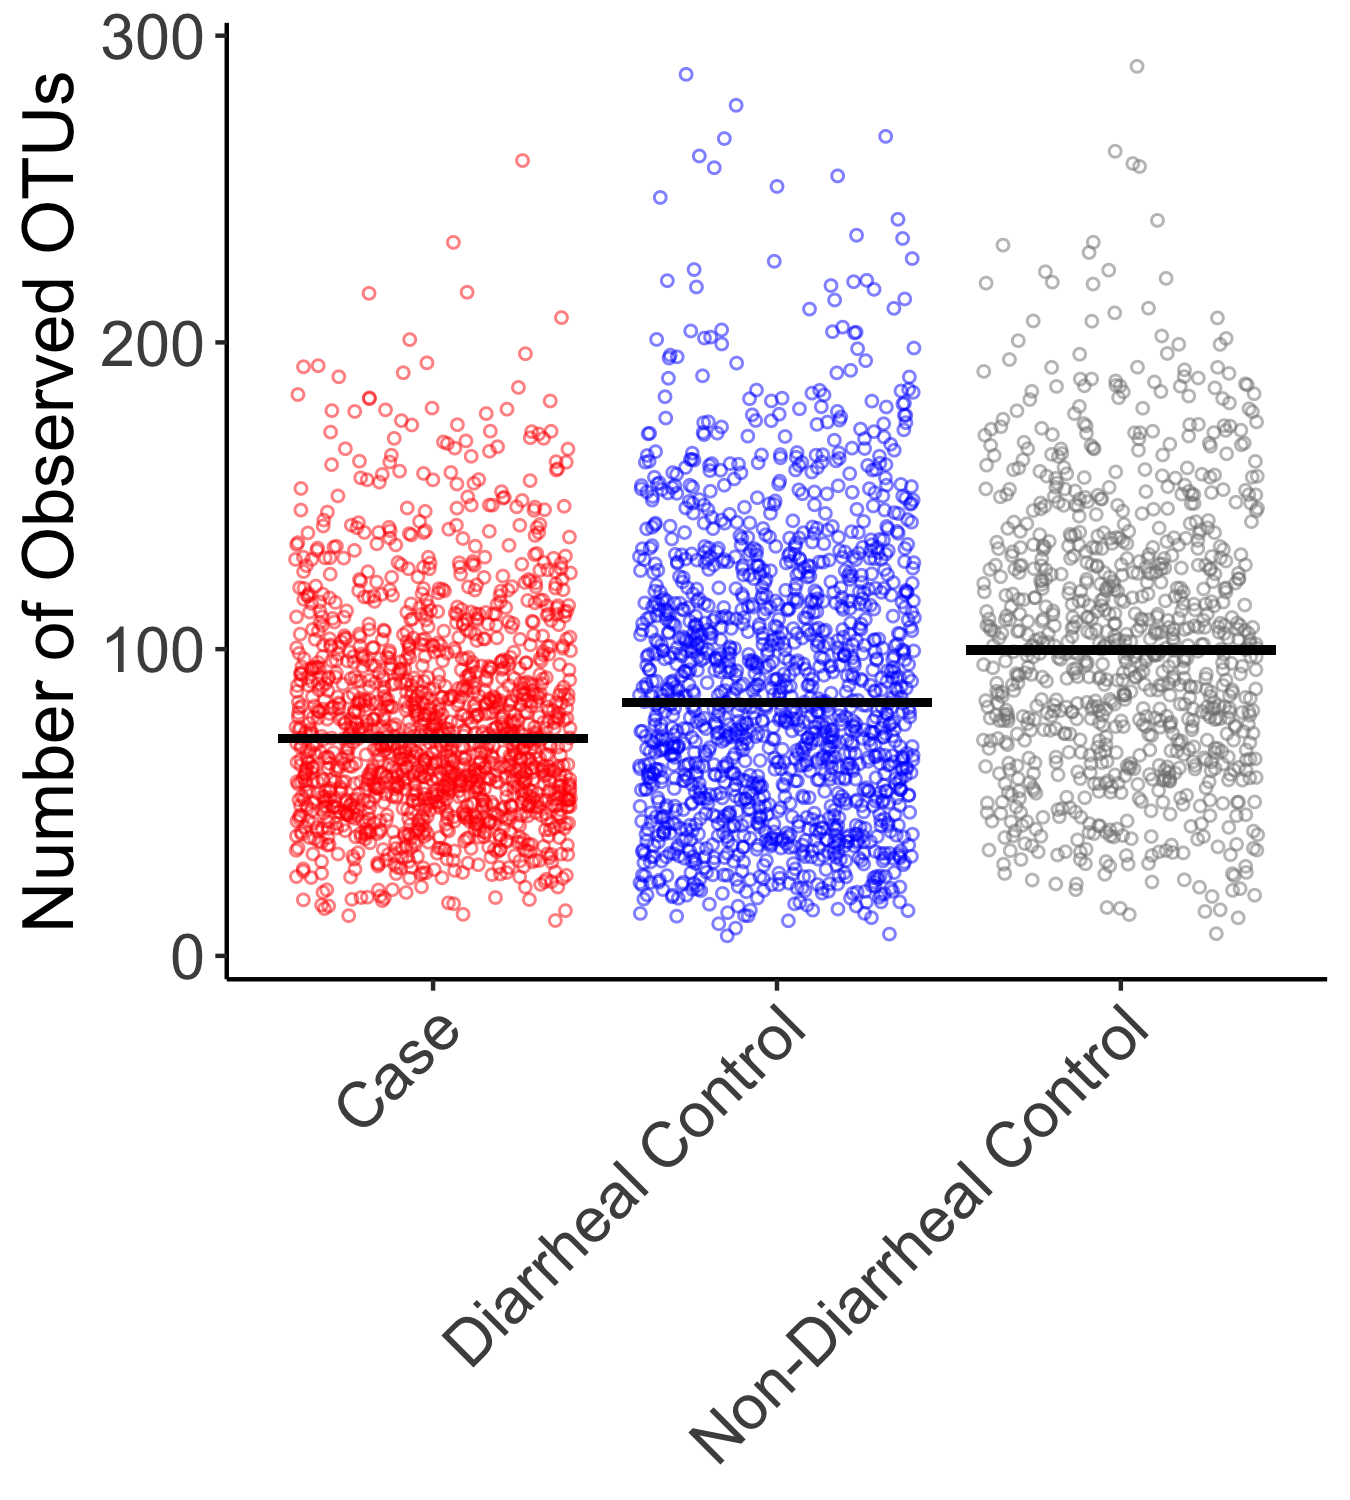 Number of Observed OTUs
300
200
100
0
Case
Diarrheal Control
Non-Diarrheal Control